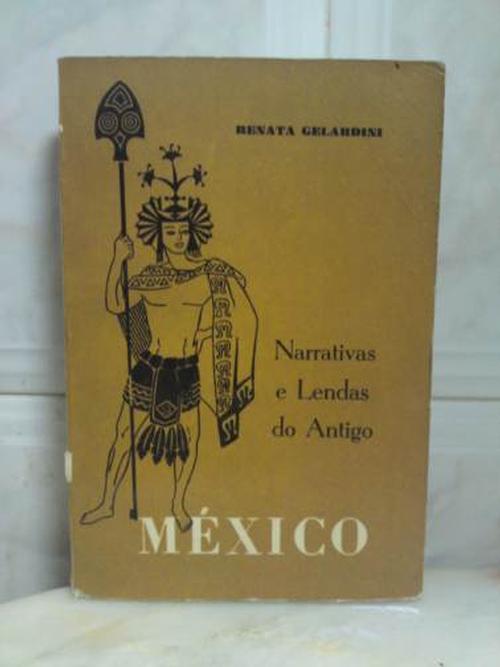 RENATA GELARDINI
Narrativas
e Lendas
do Antigo
MÉXICO